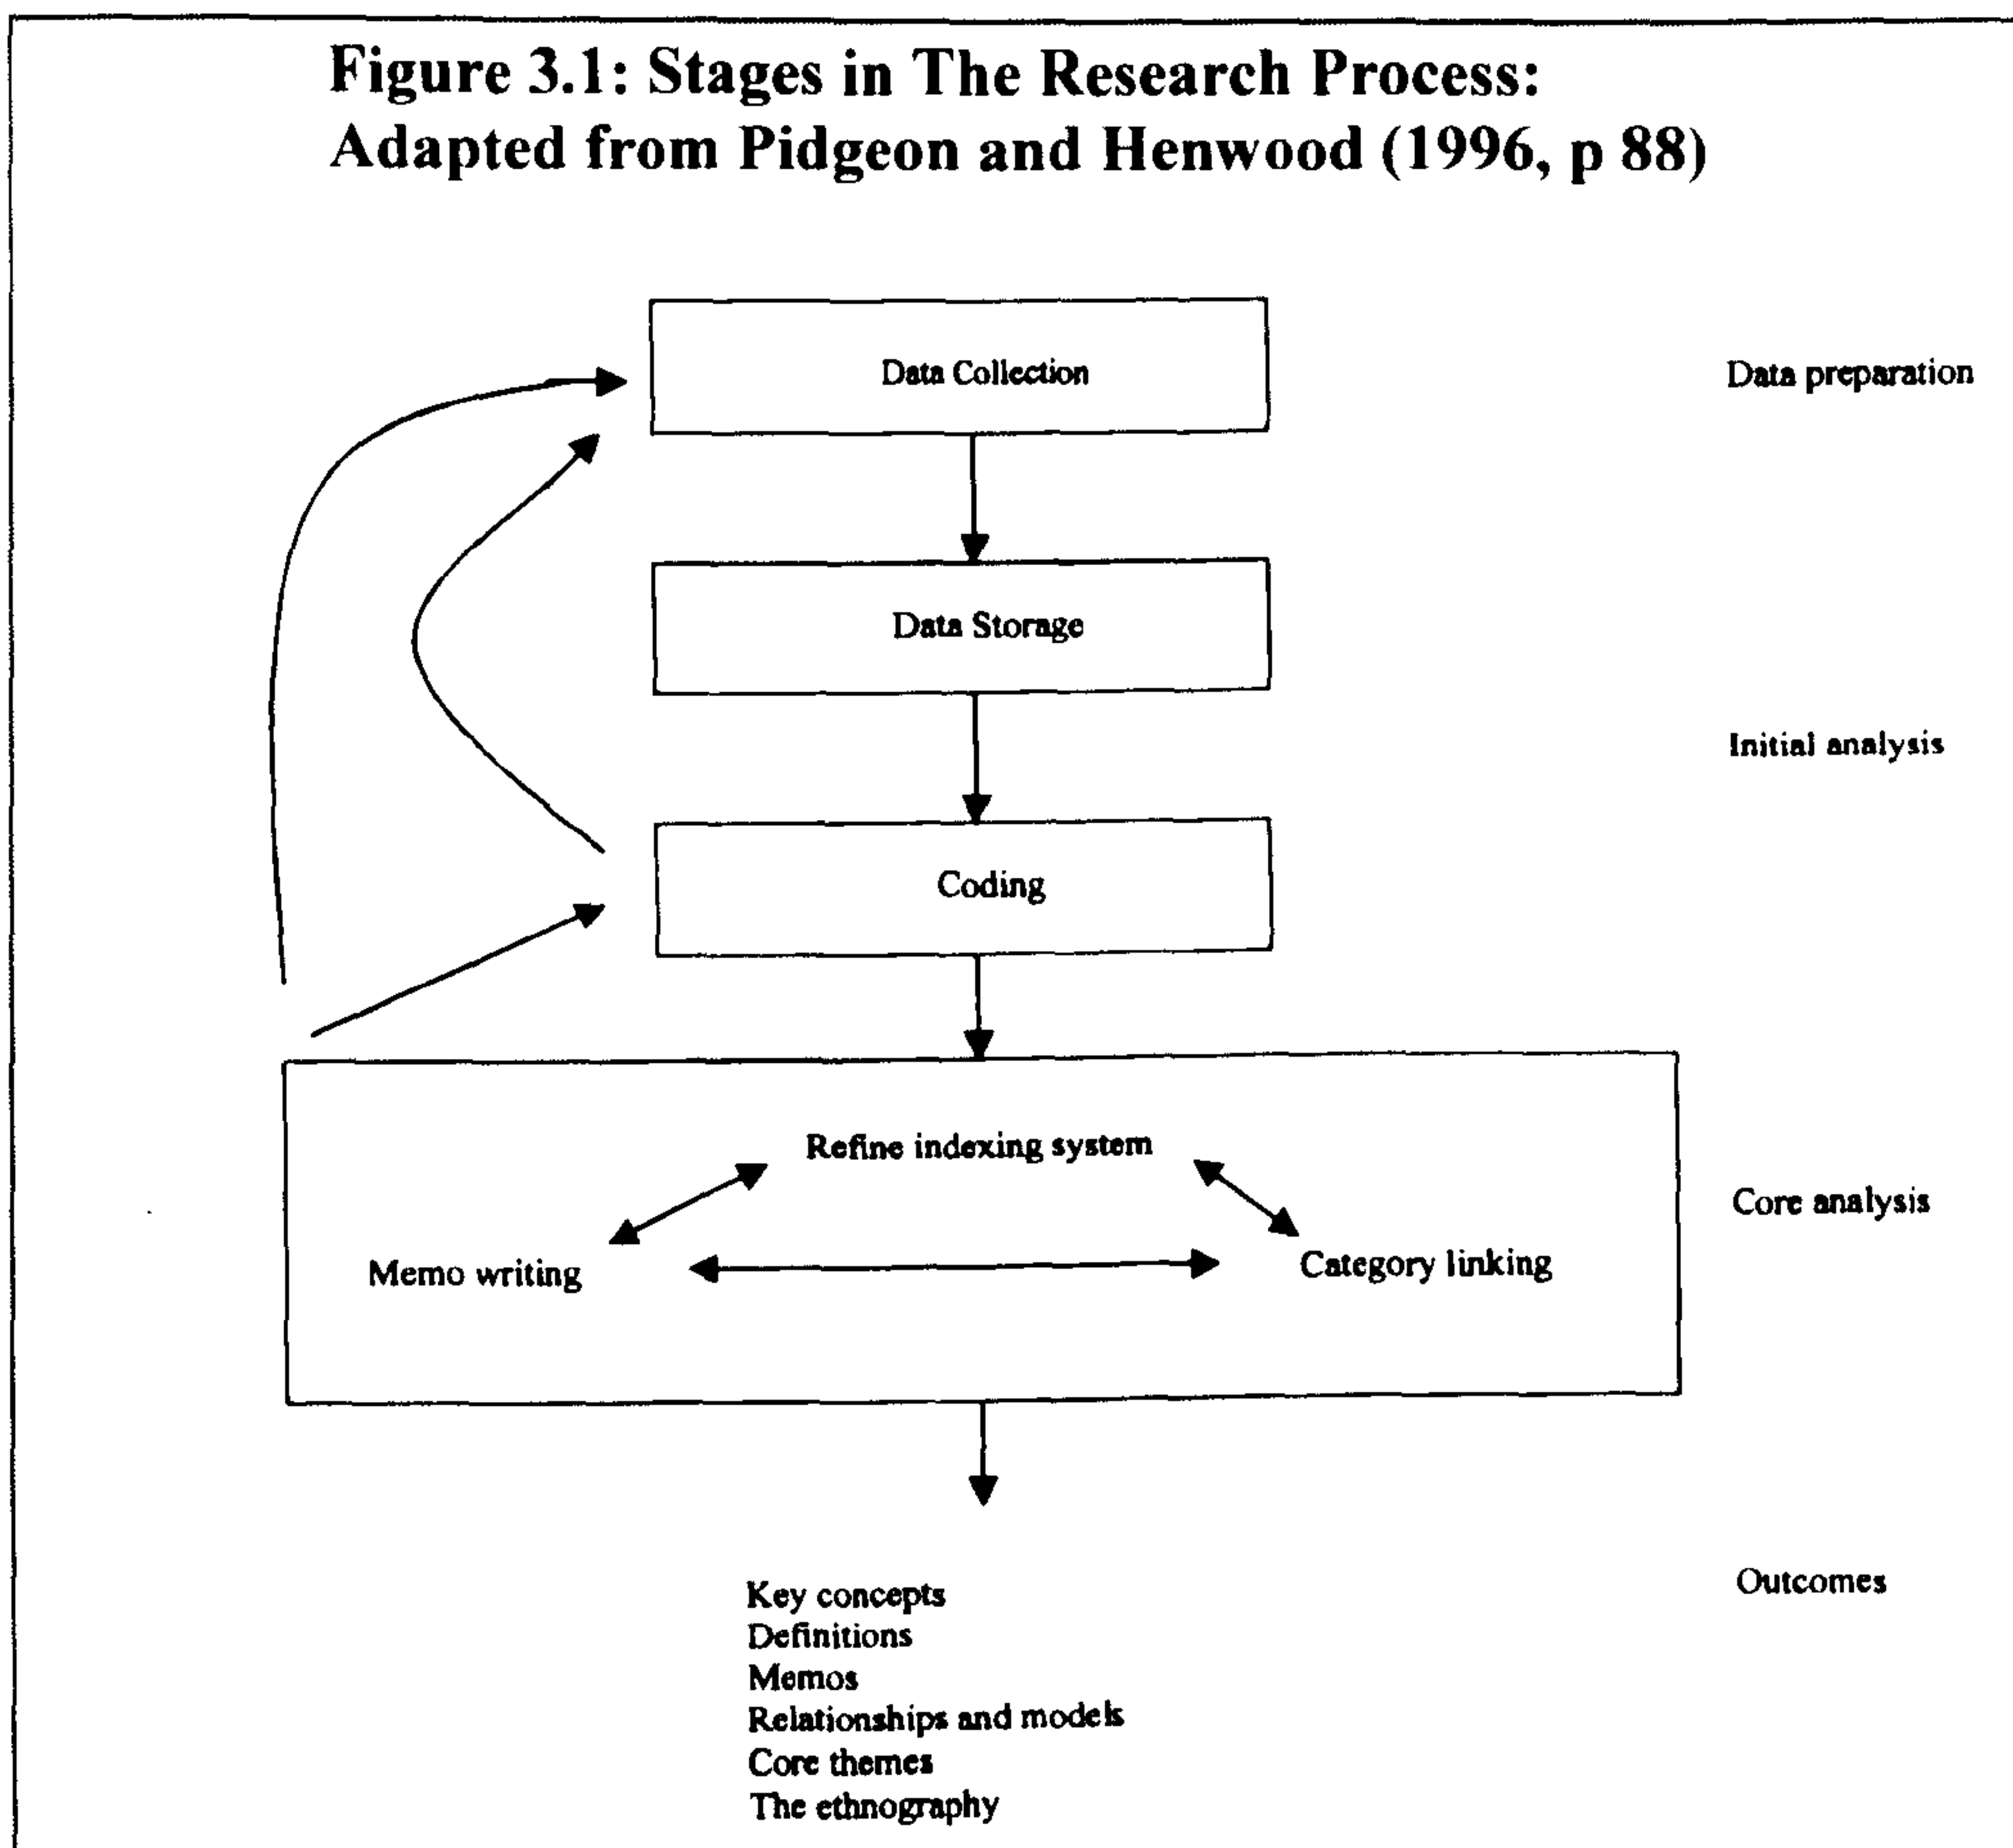 Figure 3.1: Stages in The Research Process:
Adapted from Pidgeon and Henwood (1996, p 88)
Data Collection
Data preparation
Data Storage
Initial analysis
Coding
Refine indexing system
Core analysis
Memo writing
Category linking
Outcomes
Key concepts
Definitions
Memos
Relationships and models
Core themes
The ethnography